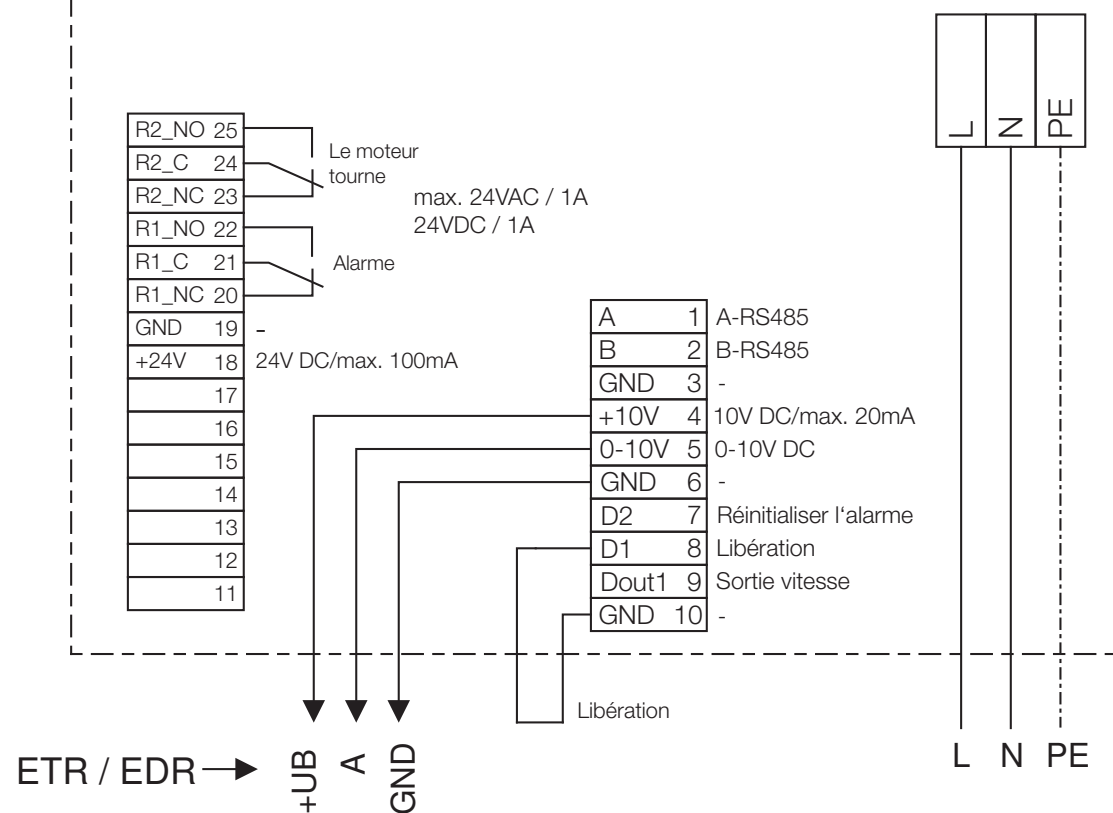 L
N
PE
R2_NO 25
R2_C 24
R2_NC 23
R1_NO 22
R1_C 21
R1_NC 20
GND 19 -
+24V 18 24V DC/max. 100mA
17
16
15
14
13
12
11
Le moteur
tourne
max. 24VAC / 1A
24VDC / 1A
Alarme
A 1 A-RS485
B 2 B-RS485
GND 3 -
+10V 4 10V DC/max. 20mA
0-10V 5 0-10V DC
GND 6 -
D2 7 Réinitialiser l‘alarme
D1 8 Libération
Dout1 9 Sortie vitesse
GND 10 -
Libération
ETR / EDR
+UB
A
GND
L N PE